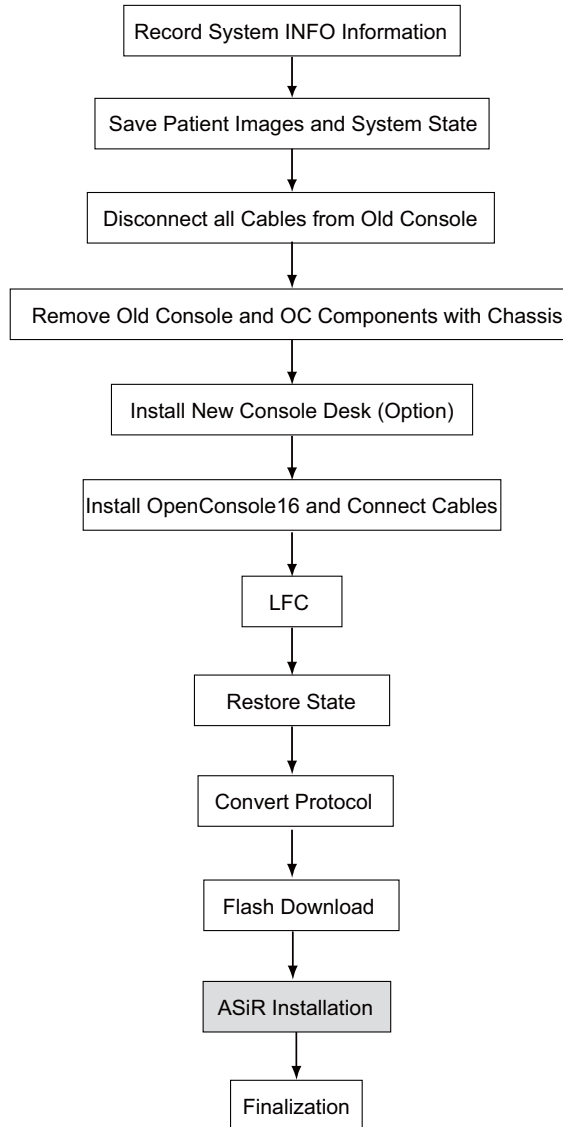 Record System INFO Information
Save Patient Images and System State
Disconnect all Cables from Old Console
Remove Old Console and OC Components with Chassis
Install New Console Desk (Option)
Install OpenConsole16 and Connect Cables
LFC
Restore State
Convert Protocol
Flash Download
ASiR Installation
Finalization